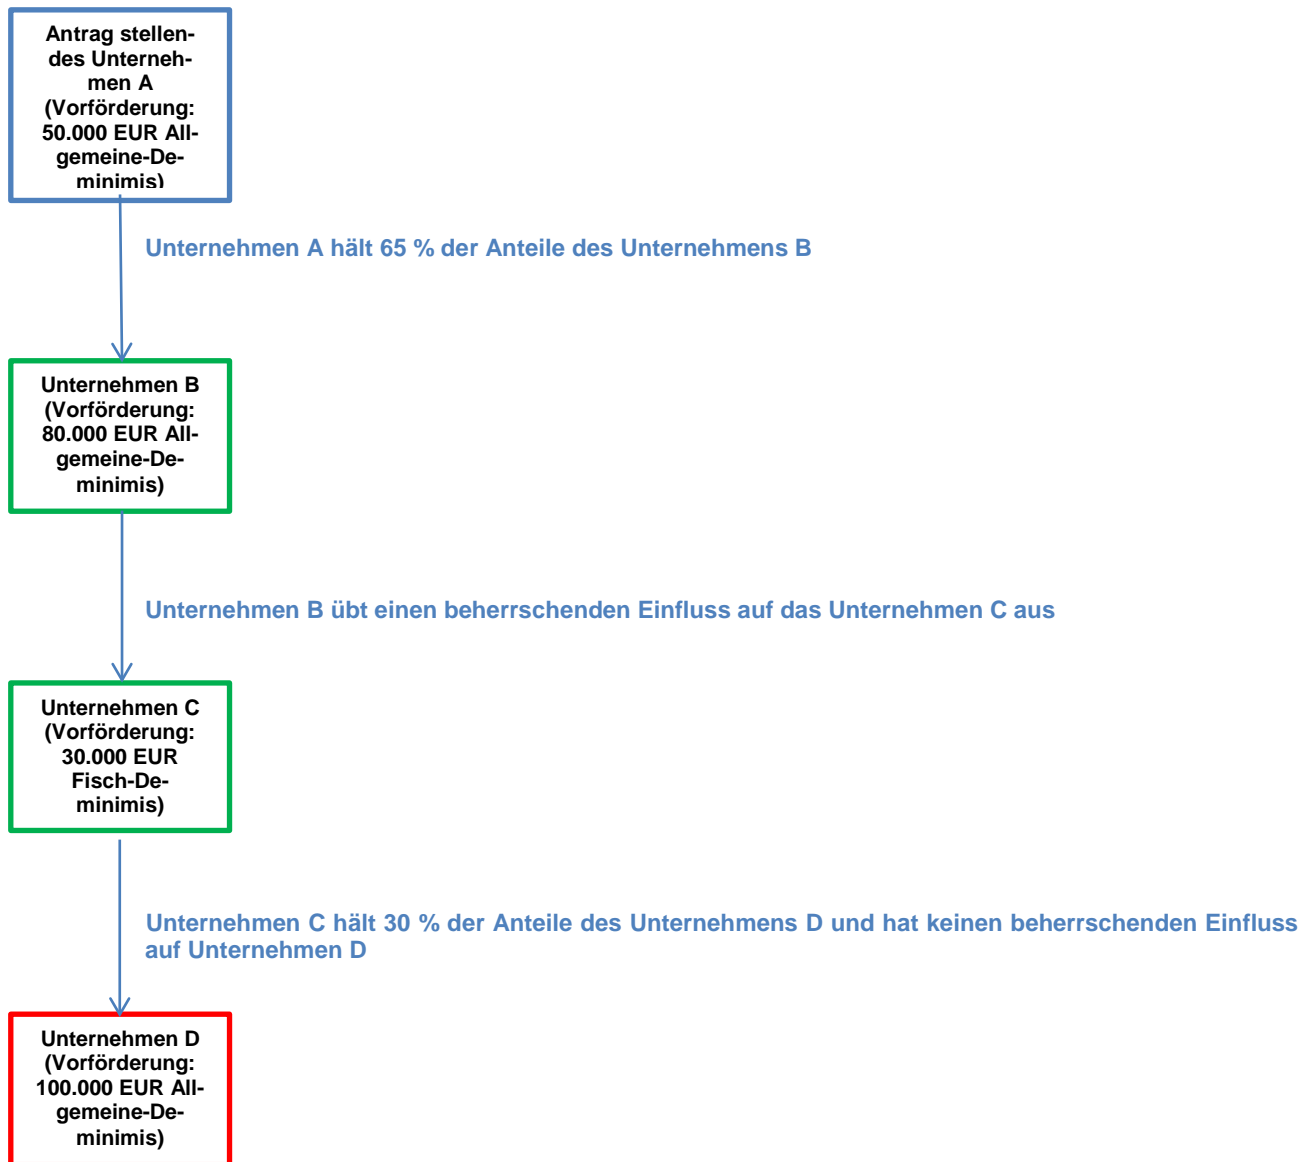 Antrag stellen-
des Unterneh-
men A
(Vorförderung:
50.000 EUR All-
gemeine-De-
minimis)
Unternehmen A hält 65 % der Anteile des Unternehmens B
Unternehmen B
(Vorförderung:
80.000 EUR All-
gemeine-De-
minimis)
Unternehmen B übt einen beherrschenden Einfluss auf das Unternehmen C aus
Unternehmen C
(Vorförderung:
30.000 EUR
Fisch-De-
minimis)
Unternehmen C hält 30 % der Anteile des Unternehmens D und hat keinen beherrschenden Einfluss
auf Unternehmen D
Unternehmen D
(Vorförderung:
100.000 EUR All-
gemeine-De-
minimis)